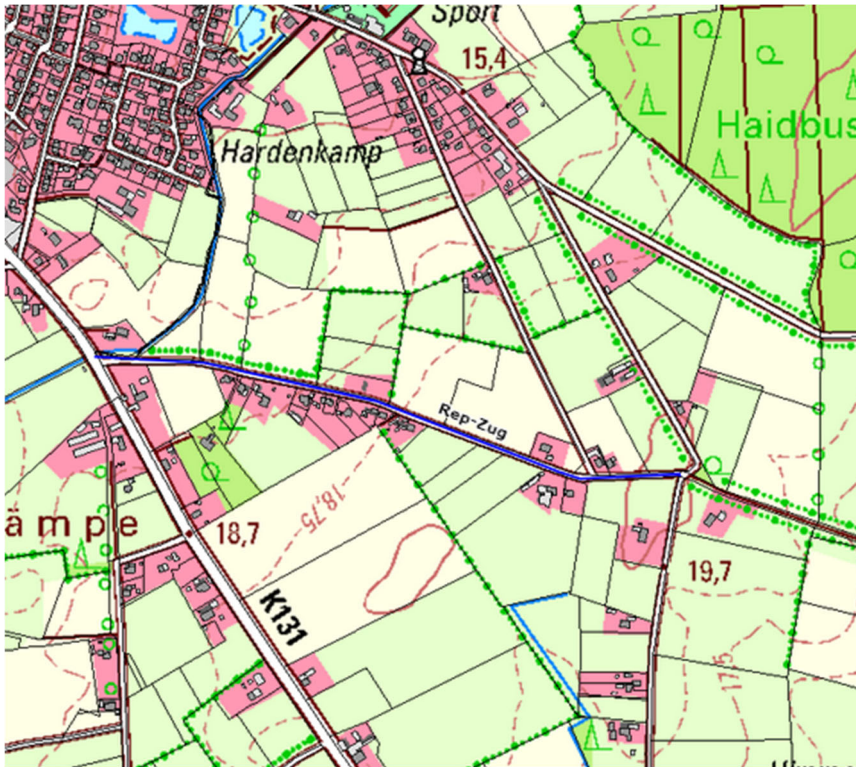 Sport
15,4
Haidbus
Hardenkamp
Rep-Zug
18,75
ämpe
18,7
K131
19,7